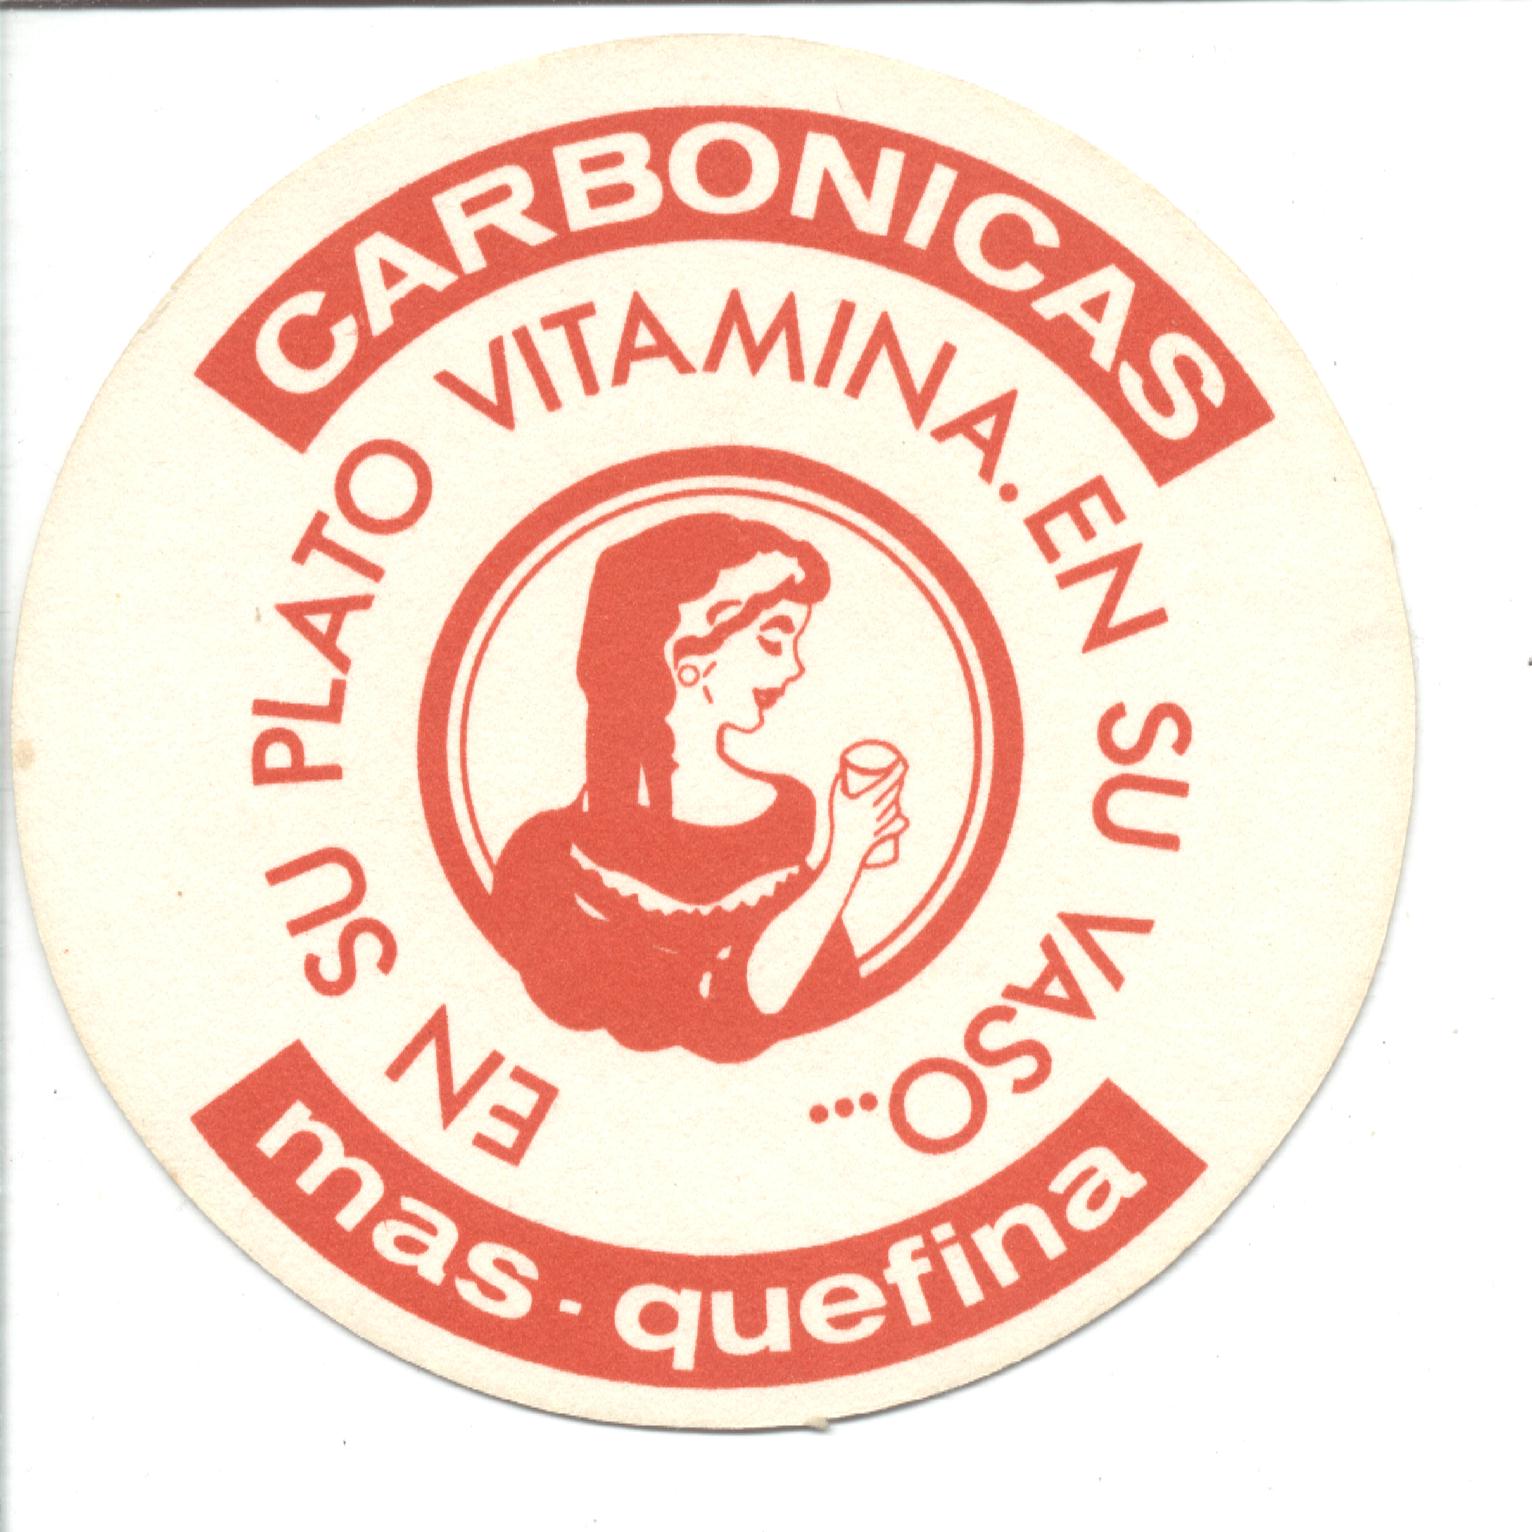 CARBONICAS
EN SU PLATO VITAMINA. EN SU VASO...
mas-quefina